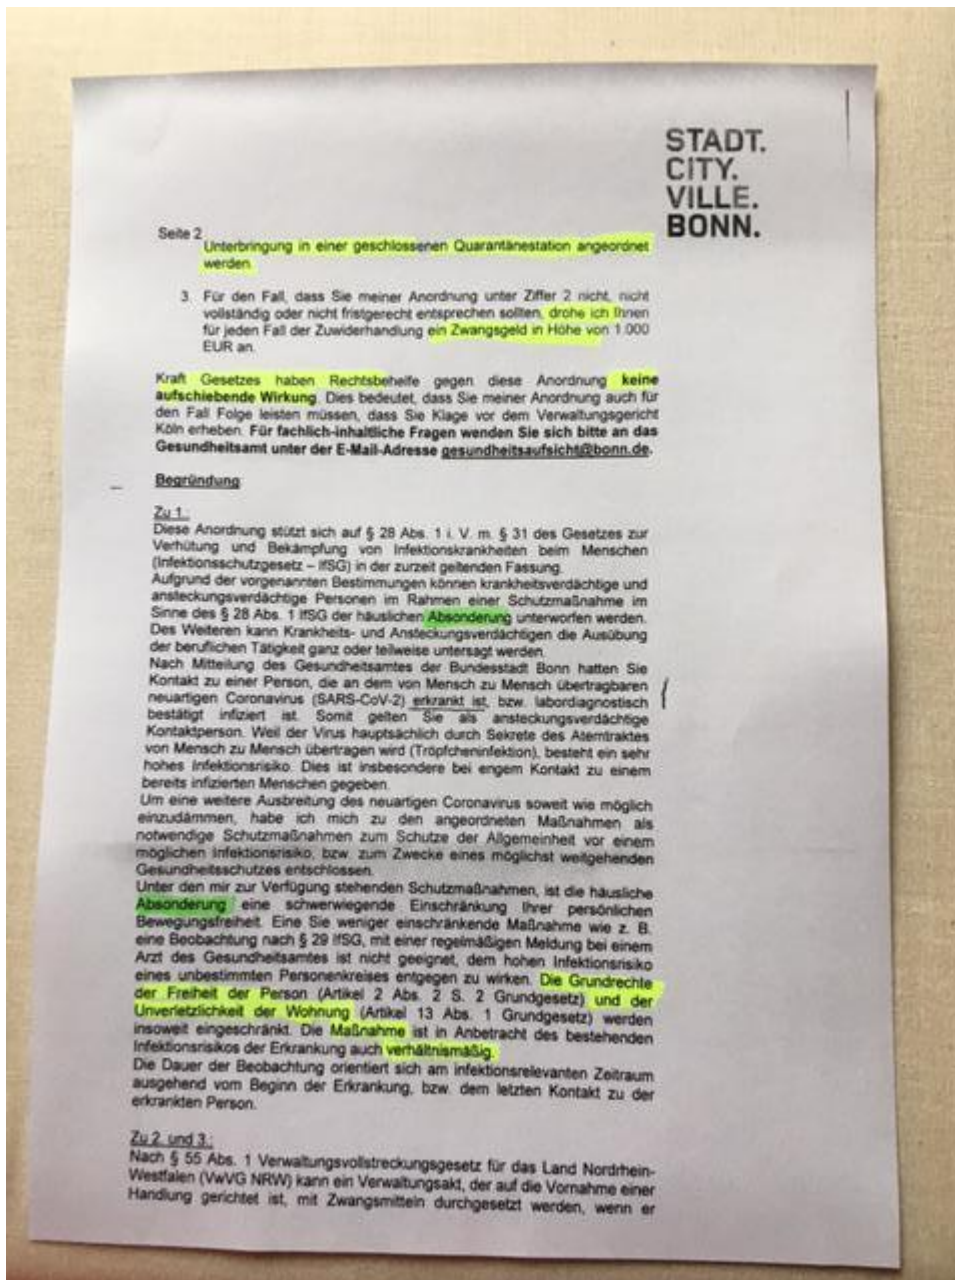 STADT.
CITY.
VILLE.
BONN.
Seite 2
Unterbringung in einer geschlossenen Quarantänestation angeordnet
werden.
3. Für den Fall, dass Sie meiner Anordnung unter Ziffer 2 nicht, nicht
vollständig oder nicht fristgerecht entsprechen sollten, drohe ich Ihnen
für jeden Fall der Zuwiderhandlung ein Zwangsgeld in Höhe von 1.000
EUR an.
Kraft Gesetzes haben Rechtsbehelfe gegen diese Anordnung keine
aufschiebende Wirkung. Dies bedeutet, dass Sie meiner Anordnung auch für
den Fall Folge leisten müssen, dass Sie Klage vor dem Verwaltungsgericht
Köln erheben. Für fachlich-inhaltliche Fragen wenden Sie sich bitte an das
Gesundheitsamt unter der E-Mail-Adresse gesundheitsaufsicht@bonn.de.
Begründung
Zu 1.:
Diese Anordnung stützt sich auf § 28 Abs. 1 i. V. m. § 31 des Gesetzes zur
Verhütung und Bekämpfung von Infektionskrankheiten beim Menschen
(Infektionsschutzgesetz – IfSG) in der zurzeit geltenden Fassung.
Aufgrund der vorgenannten Bestimmungen können krankheitsverdächtige und
ansteckungsverdächtige Personen im Rahmen einer Schutzmaßnahme im
Sinne des § 28 Abs. 1 IfSG der häuslichen Absonderung unterworfen werden.
Des Weiteren kann Krankheits- und Ansteckungsverdächtigen die Ausübung
der beruflichen Tätigkeit ganz oder teilweise untersagt werden.
Nach Mitteilung des Gesundheitsamtes der Bundesstadt Bonn hatten Sie
Kontakt zu einer Person, die an dem von Mensch zu Mensch übertragbaren
neuartigen Coronavirus (SARS-CoV-2) erkrankt ist, bzw. labordiagnostisch
bestätigt infiziert ist. Somit gelten Sie als ansteckungsverdächtige
Kontaktperson. Weil der Virus hauptsächlich durch Sekrete des Atemtraktes
von Mensch zu Mensch übertragen wird (Tröpfcheninfektion), besteht ein sehr
hohes Infektionsrisiko. Dies ist insbesondere bei engem Kontakt zu einem
bereits infizierten Menschen gegeben.
Um eine weitere Ausbreitung des neuartigen Coronavirus soweit wie möglich
einzudämmen, habe ich mich zu den angeordneten Maßnahmen als
notwendige Schutzmaßnahmen zum Schutze der Allgemeinheit vor einem
möglichen Infektionsrisiko, bzw. zum Zwecke eines möglichst weitgehenden
Gesundheitsschutzes entschlossen.
Unter den mir zur Verfügung stehenden Schutzmaßnahmen, ist die häusliche
Absonderung eine schwerwiegende Einschränkung Ihrer persönlichen
Bewegungsfreiheit. Eine Sie weniger einschränkende Maßnahme wie z. B.
eine Beobachtung nach § 29 IfSG, mit einer regelmäßigen Meldung bei einem
Arzt des Gesundheitsamtes ist nicht geeignet, dem hohen Infektionsrisiko
eines unbestimmten Personenkreises entgegen zu wirken. Die Grundrechte
der Freiheit der Person (Artikel 2 Abs. 2 S. 2 Grundgesetz) und der
Unverletzlichkeit der Wohnung (Artikel 13 Abs. 1 Grundgesetz) werden
insoweit eingeschränkt. Die Maßnahme ist in Anbetracht des bestehenden
Infektionsrisikos der Erkrankung auch verhältnismäßig.
Die Dauer der Beobachtung orientiert sich am infektionsrelevanten Zeitraum
ausgehend vom Beginn der Erkrankung, bzw. dem letzten Kontakt zu der
erkrankten Person.
Zu 2. und 3.:
Nach § 55 Abs. 1 Verwaltungsvollstreckungsgesetz für das Land Nordrhein-
Westfalen (VwVG NRW) kann ein Verwaltungsakt, der auf die Vornahme einer
Handlung gerichtet ist, mit Zwangsmitteln durchgesetzt werden, wenn er